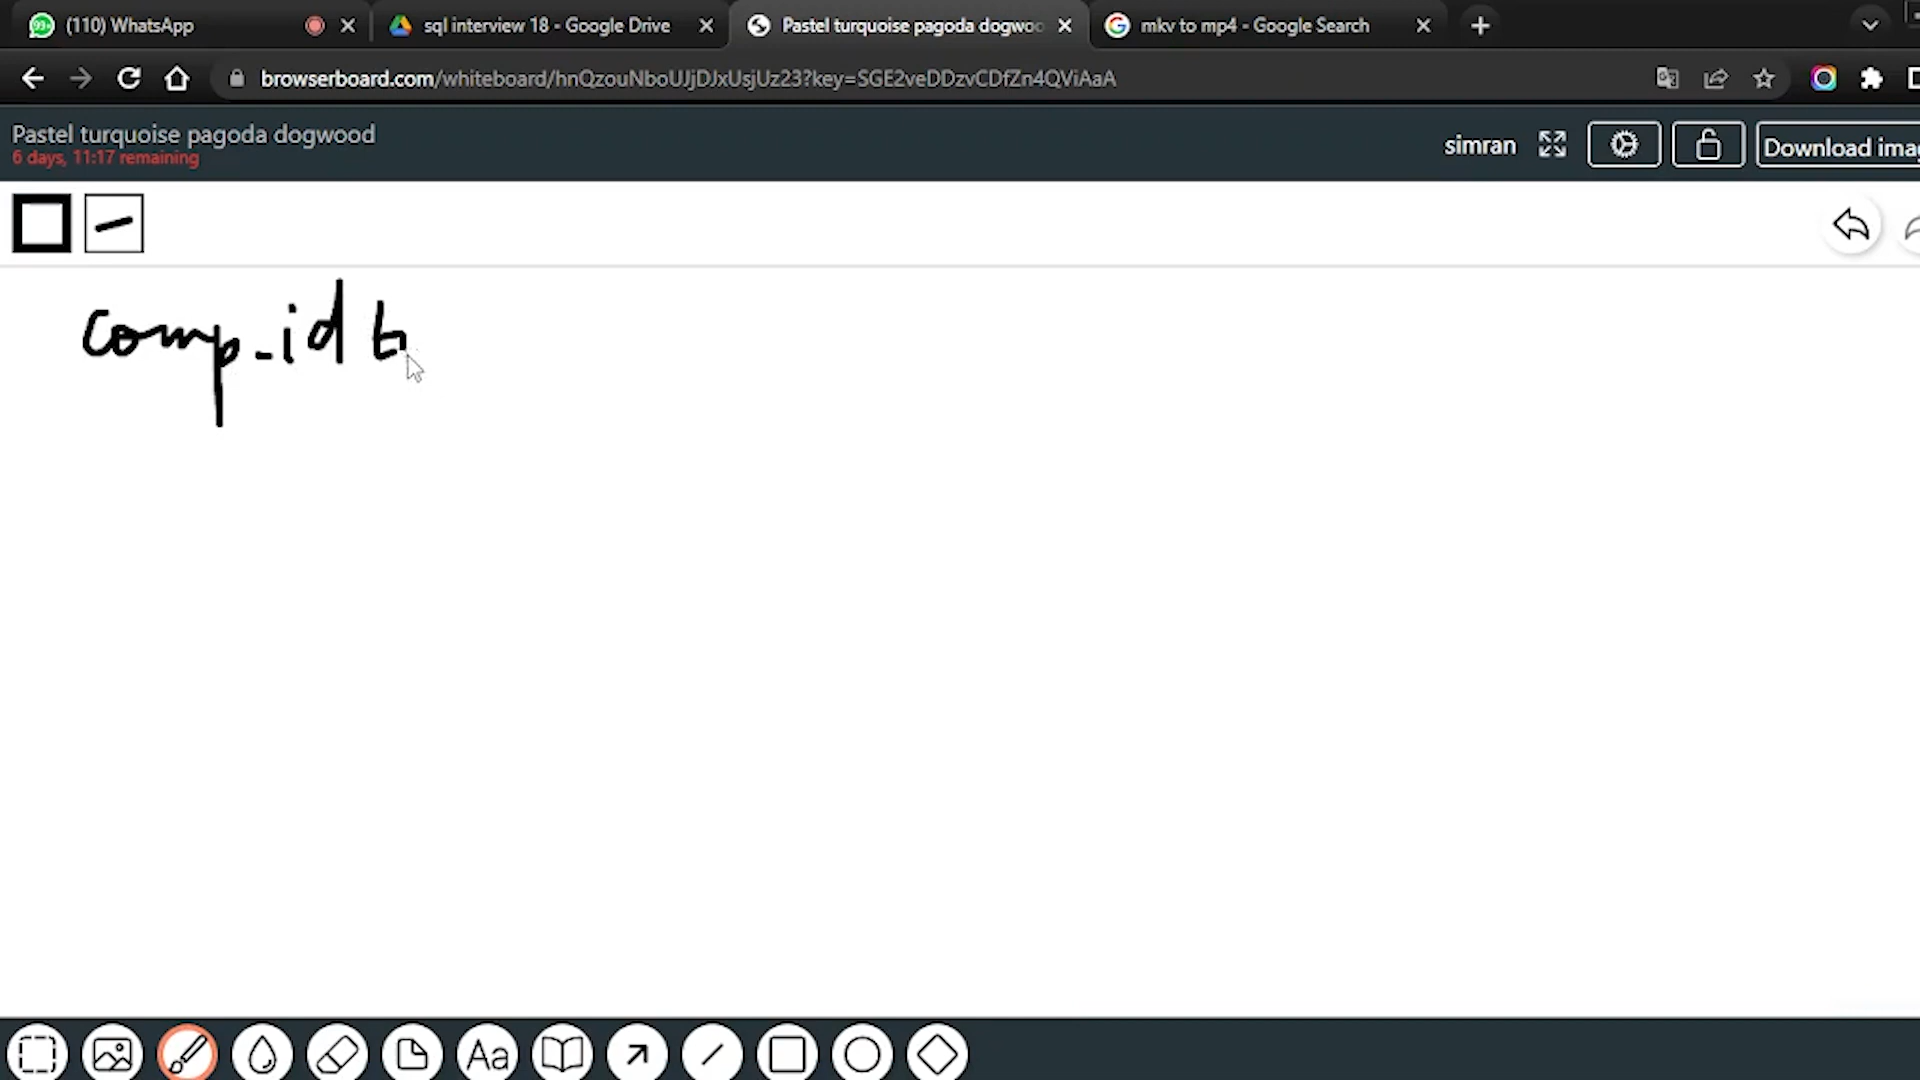 (110) WhatsApp
sql interview 18 - Google Drive
Pastel turquoise pagoda dogwoo
mkv to mp4 - Google Search
browserboard.com/whiteboard/hnQzouNboUJjDJxUsjUz23?key=SGE2veDDzvCDfZn4QViAaA
Pastel turquoise pagoda dogwood
6 days, 11:17 remaining
simran
Download imag
comp_id
Aa